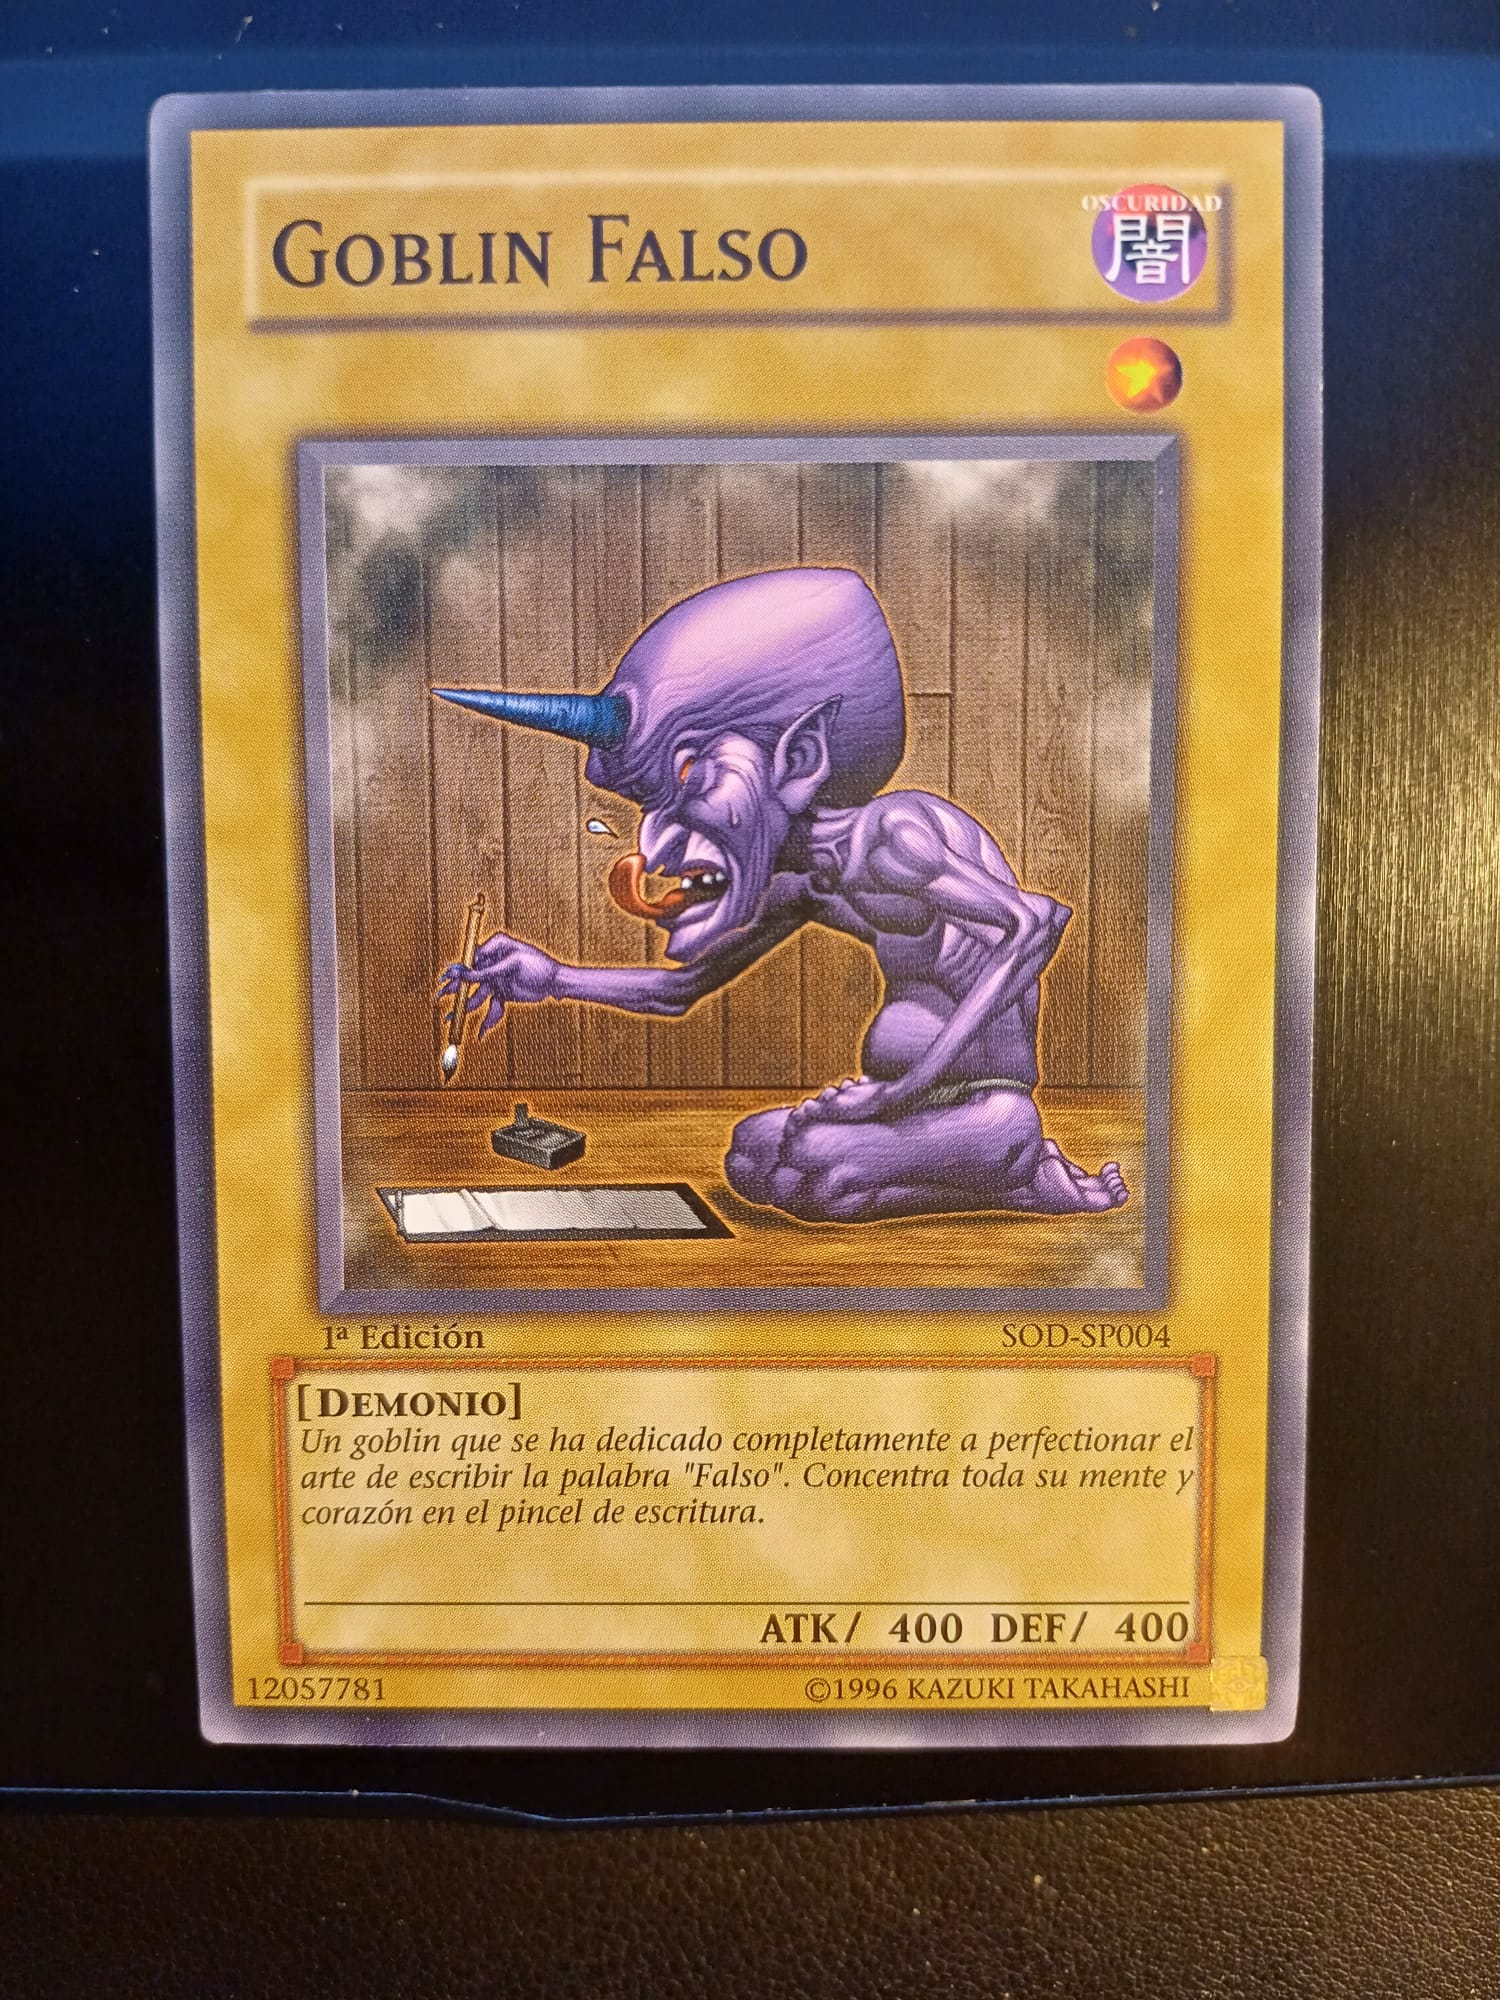 GOBLIN FALSO
OSCURIDAD
闇
1ª Edición
SOD-SP004
[DEMONIO]
Un goblin que se ha dedicado completamente a perfectionar el
arte de escribir la palabra "Falso". Concentra toda su mente y
corazón en el pincel de escritura.
ATK/ 400 DEF/ 400
12057781
©1996 KAZUKI TAKAHASHI